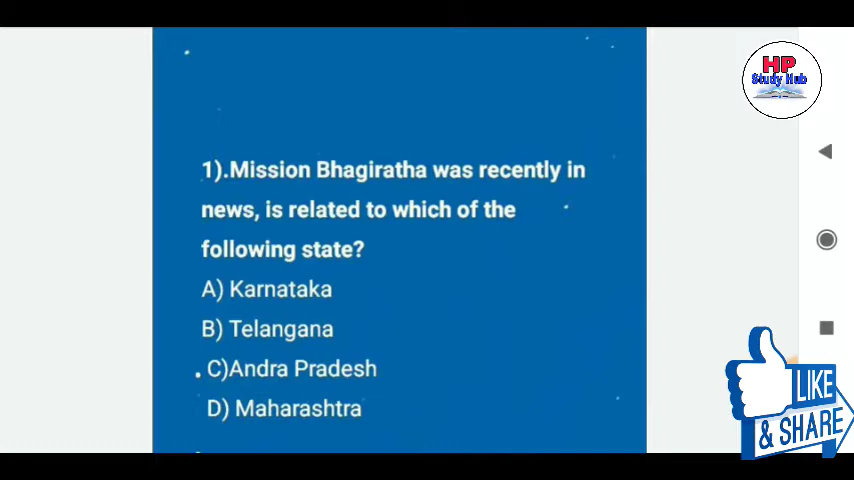 HP
Study Hub
1).Mission Bhagiratha was recently in
news, is related to which of the
following state?
A) Karnataka
B) Telangana
C)Andra Pradesh
D) Maharashtra
LIKE
& SHARE